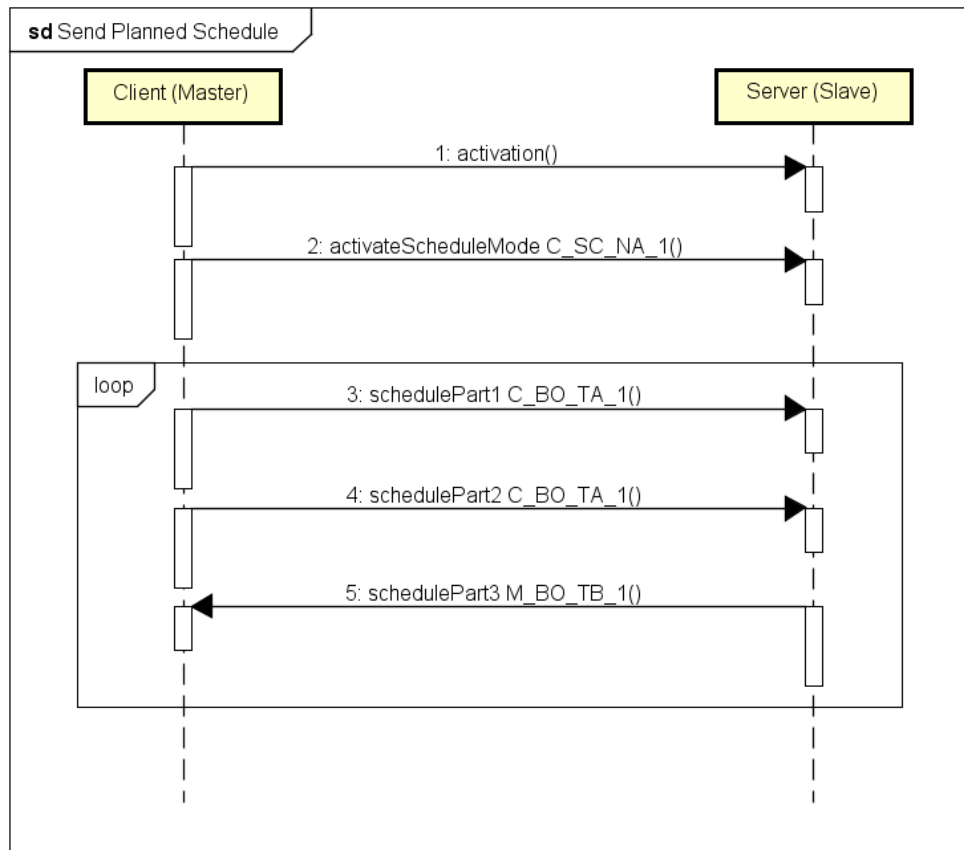 sd Send Planned Schedule
Client (Master)
Server (Slave)
1: activation()
2: activateScheduleMode C_SC_NA_1()
loop
3: schedulePart1 C_BO_TA_1()
4: schedulePart2 C_BO_TA_1()
5: schedulePart3 M_BO_TB_1()